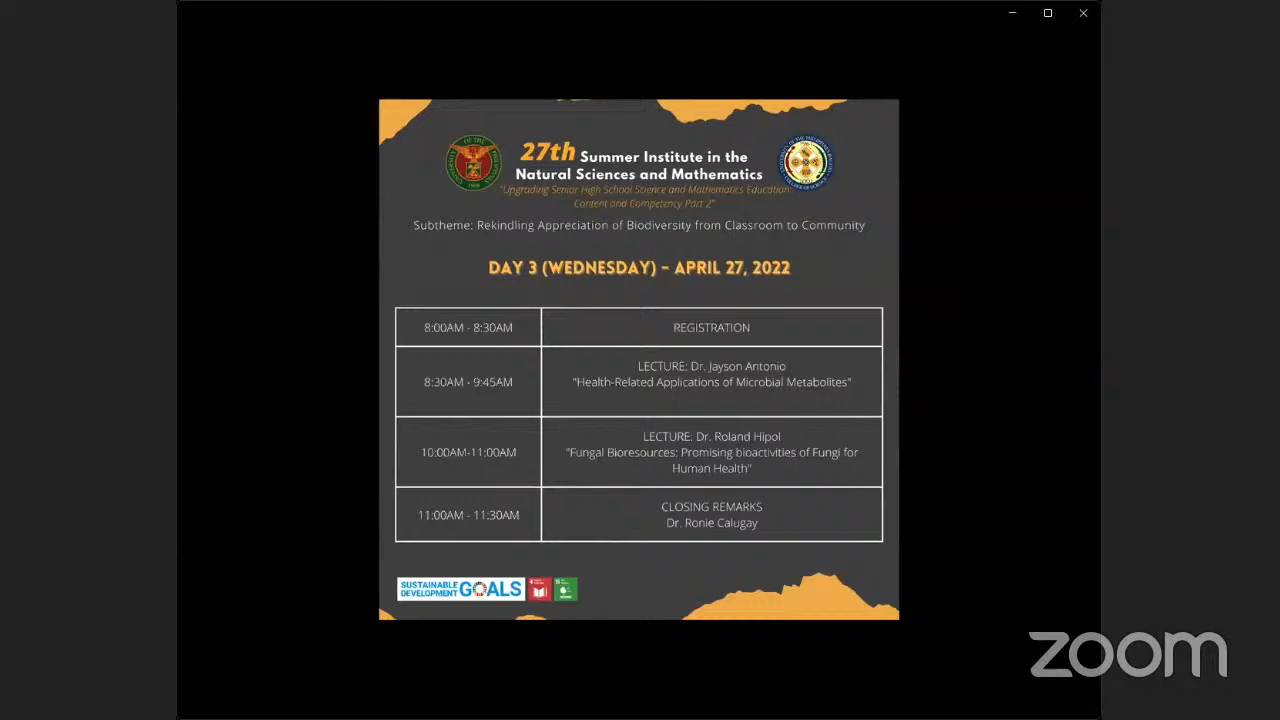 27th Summer Institute in the
Natural Sciences and Mathematics
"Upgrading Senior High School Science and Mathematics Education:
Content and Competency Part 2"
Subtheme: Rekindling Appreciation of Biodiversity from Classroom to Community
DAY 3 (WEDNESDAY) - APRIL 27, 2022
8:00AM - 8:30AM
REGISTRATION
8:30AM - 9:45AM
LECTURE: Dr. Jayson Antonio
"Health-Related Applications of Microbial Metabolites"
10:00AM-11:00AM
LECTURE: Dr. Roland Hipol
"Fungal Bioresources: Promising bioactivities of Fungi for
Human Health"
11:00AM - 11:30AM
CLOSING REMARKS
Dr. Ronie Calugay
SUSTAINABLE
DEVELOPMENT GOALS
zoom